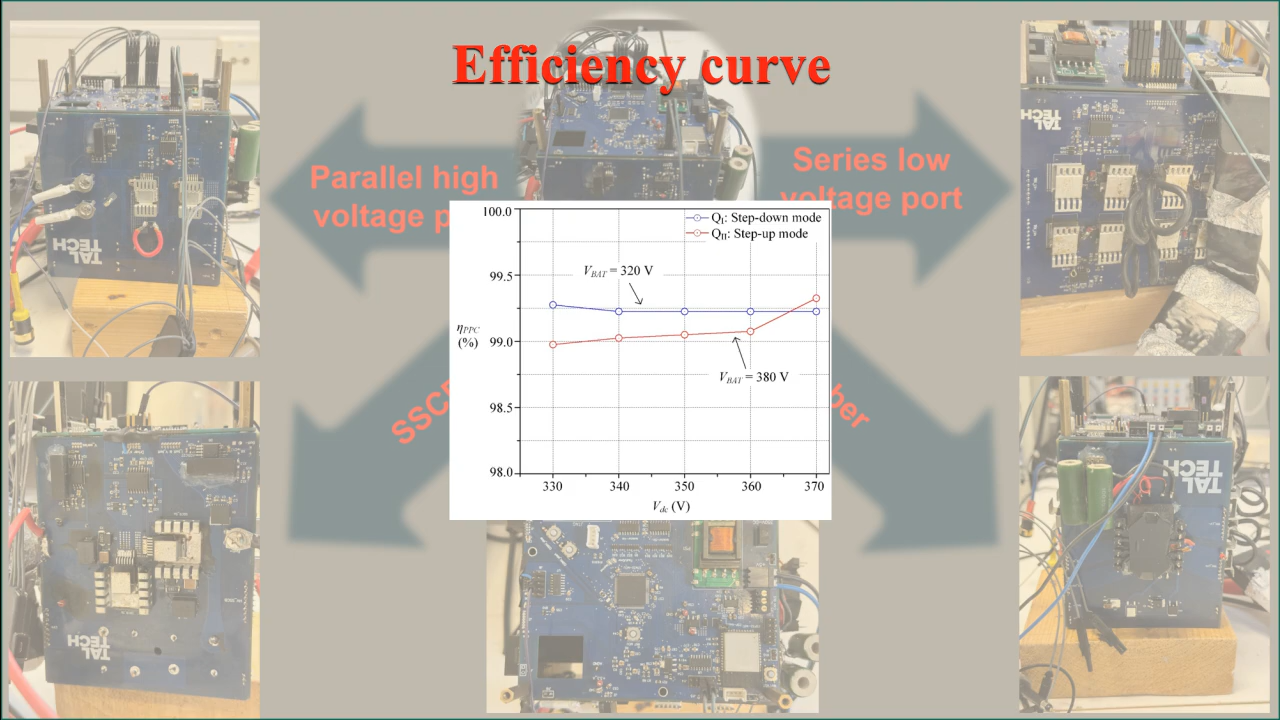 Efficiency curve
Parallel high
voltage p
Series low
voltage port
SSCB
ber
100.0
99.5
99.0
98.5
98.0
η_PPC
(%)
Q_I: Step-down mode
Q_II: Step-up mode
V_BAT = 320 V
V_BAT = 380 V
330 340 350 360 370
V_dc (V)
TAL
TECH
TAL
TECH
TAL
TECH
TAL
TECH